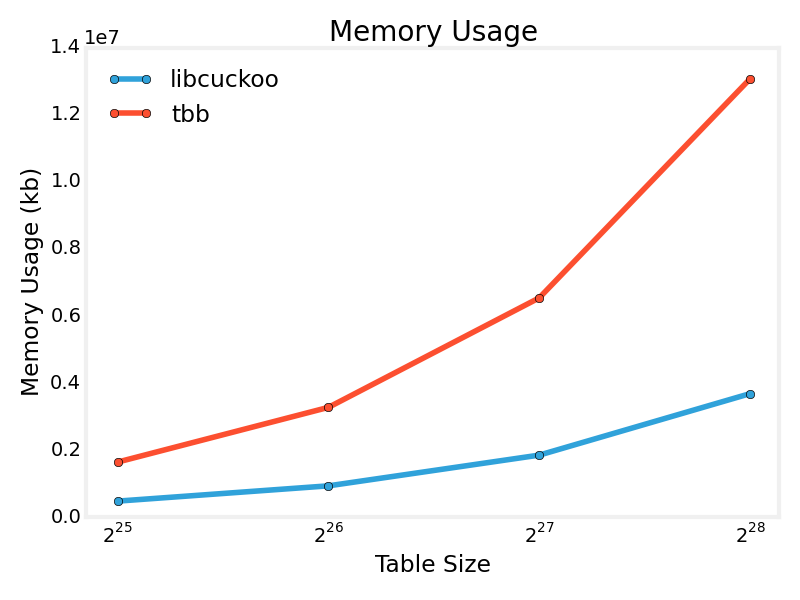 Memory Usage
1e7
libcuckoo
tbb
Memory Usage (kb)
1.4
1.2
1.0
0.8
0.6
0.4
0.2
0.0
2^25 2^26 2^27 2^28
Table Size